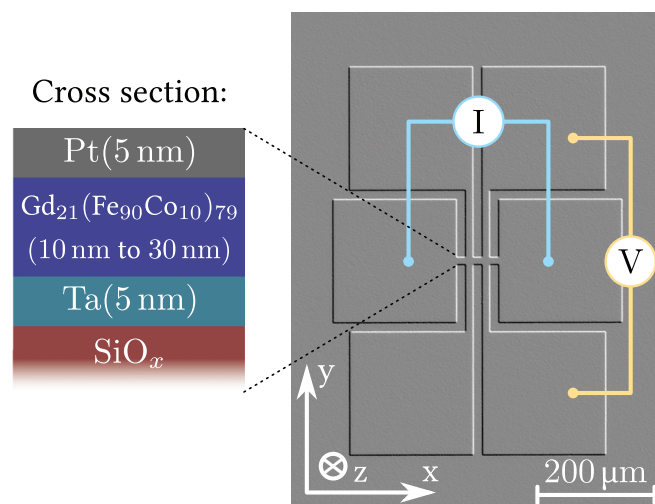 Cross section:
Pt(5 nm)
Gd₂₁(Fe₉₀Co₁₀)₇₉
(10 nm to 30 nm)
Ta(5 nm)
SiOₓ
I
V
y
z
x
200 μm